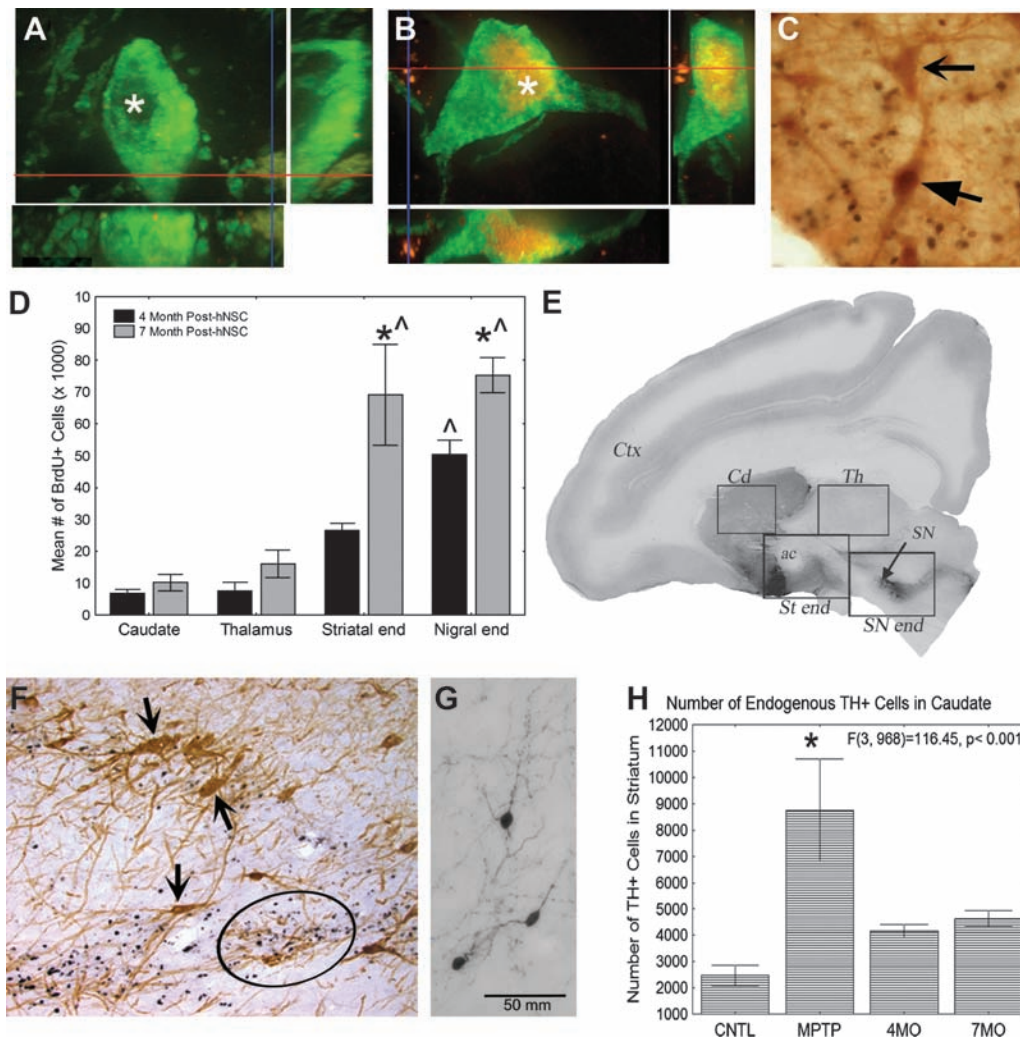 A
*
B
*
C
D
4 Month Post-hNSC
7 Month Post-hNSC
Mean # of BrdU+ Cells (x 1000)
90
80
70
60
50
40
30
20
10
0
10
*^
^
*^
Caudate Thalamus Striatal end Nigral end
E
Ctx
Cd
Th
SN
ac
St end
SN end
F
G
50 mm
H
Number of Endogenous TH+ Cells in Caudate
F(3, 968)=116.45, p< 0.001
*
Number of TH+ Cells in Striatum
12000
11000
10000
9000
8000
7000
6000
5000
4000
3000
2000
1000
CNTL MPTP 4MO 7MO